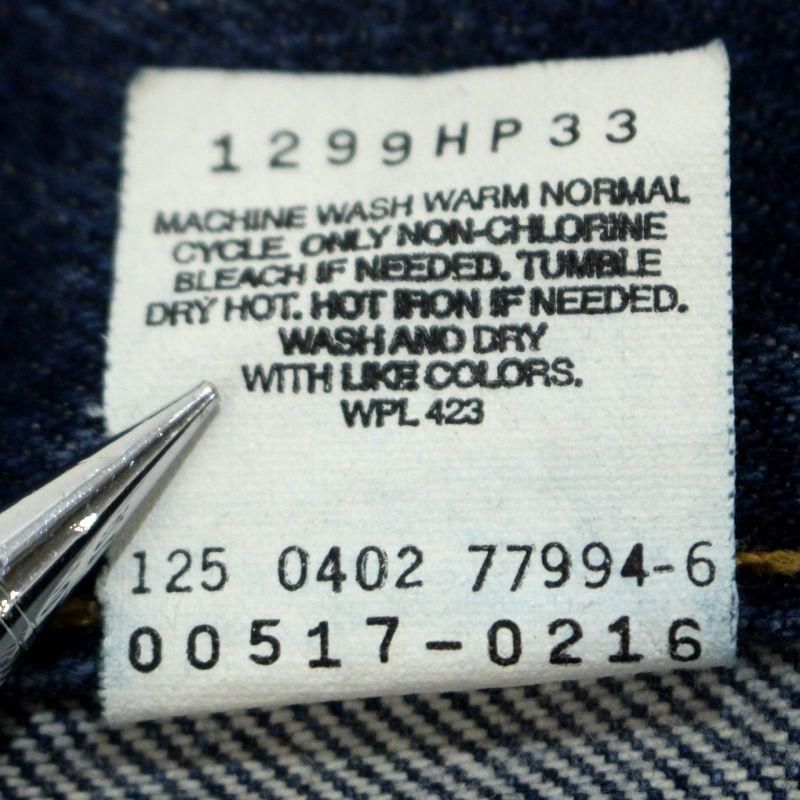 1299HP33
MACHINE WASH WARM NORMAL
CYCLE. ONLY NON-CHLORINE
BLEACH IF NEEDED. TUMBLE
DRY HOT. HOT IRON IF NEEDED.
WASH AND DRY
WITH LIKE COLORS.
WPL 423
125 0402 77994-6
00517-0216